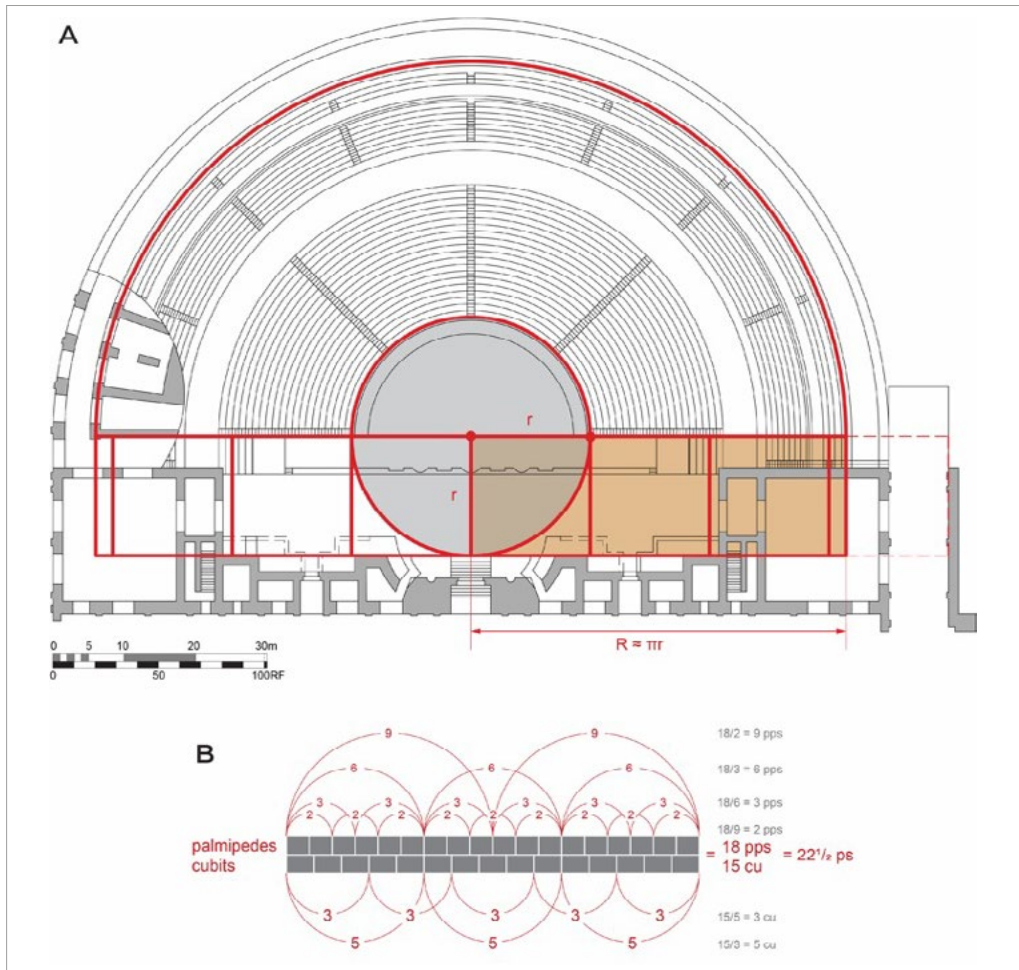 A
r
r
R ≈ πr
0 5 10 20 30m
0 50 100RF
B
9 9
6 6 6
3 3 3 3 3 3
2 2 2 2 2 2 2 2 2
palmipedes
cubits
3 3 3 3 3
5 5 5
18/2 = 9 pps
18/3 = 6 pps
18/6 = 3 pps
18/9 = 2 pps
= 18 pps = 22¹/₂ ps
15 cu
15/5 = 3 cu
15/3 = 5 cu